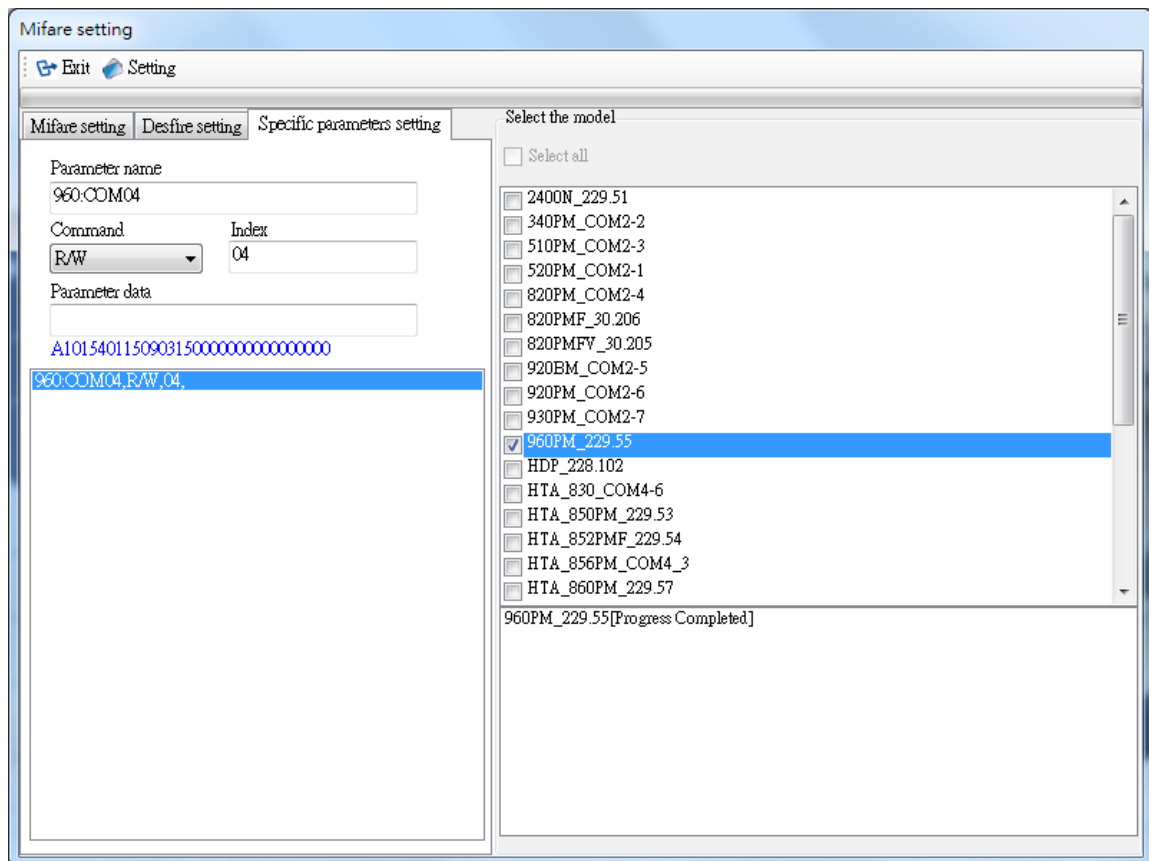 Mifare setting
Exit Setting
Mifare setting Desfire setting Specific parameters setting
Parameter name
960:COM04
Command Index
R/W 04
Parameter data
A1015401150903150000000000000000
960:COM04,R/W,04,
Select the model
Select all
2400N_229.51
340PM_COM2-2
510PM_COM2-3
520PM_COM2-1
820PM_COM2-4
820PMF_30.206
820PMFV_30.205
920BM_COM2-5
920PM_COM2-6
930PM_COM2-7
960PM_229.55
HDP_228.102
HTA_830_COM4-6
HTA_850PM_229.53
HTA_852PMF_229.54
HTA_856PM_COM4_3
HTA_860PM_229.57
960PM_229.55[Progress Completed]